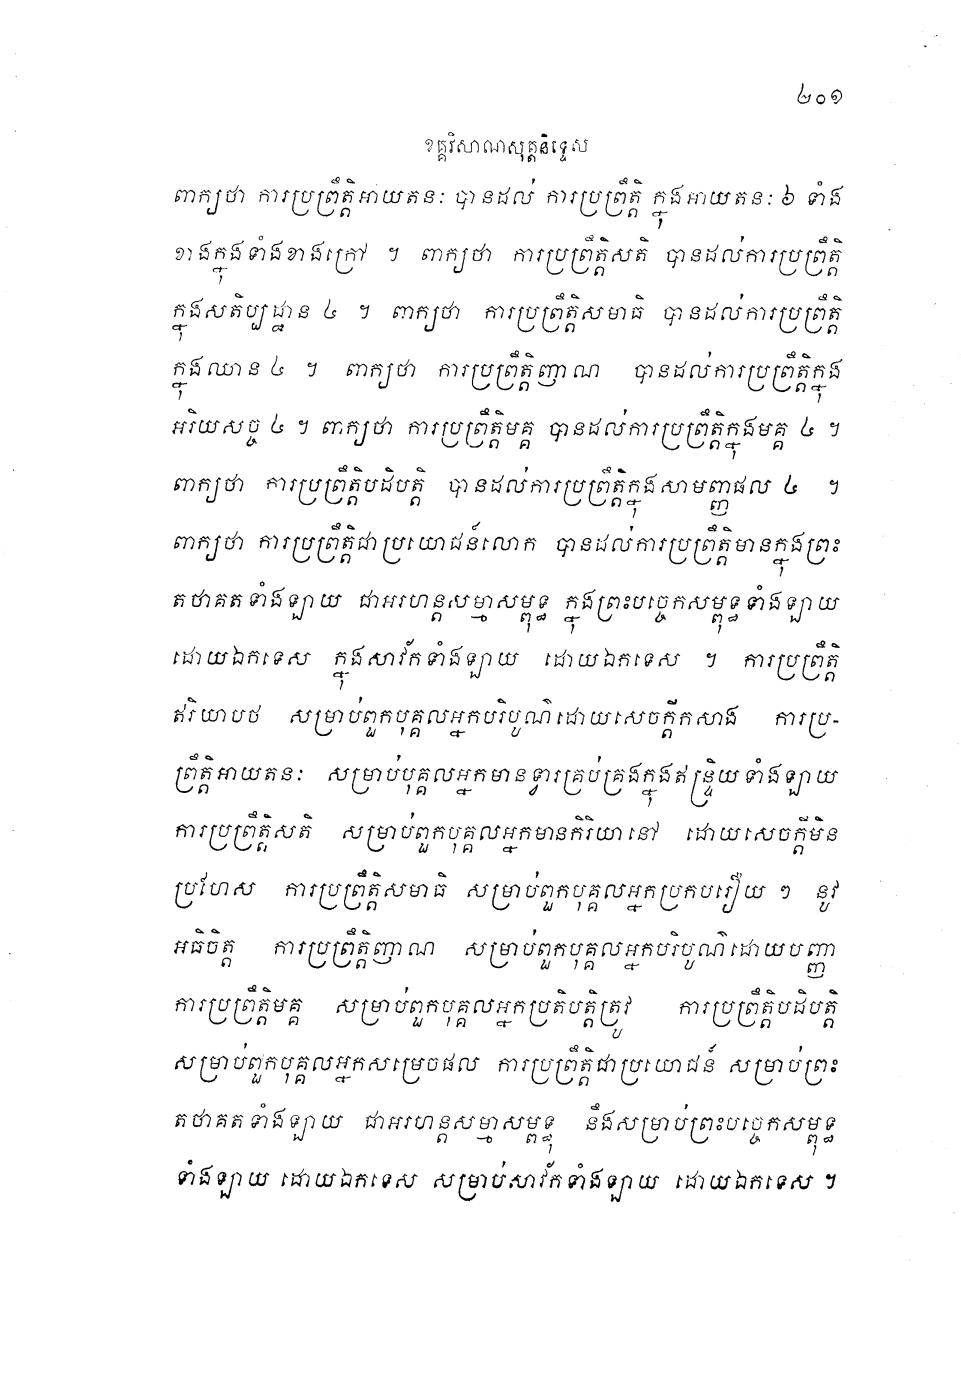 ២០១
ខគ្គវិសាណសុត្តនិទ្ទេស
ពាក្យថា ការប្រព្រឹត្តិអាយតនៈ បានដល់ ការប្រព្រឹត្តិ ក្នុងអាយតនៈ ៦ ទាំង
ខាងក្នុងទាំងខាងក្រៅ ។ ពាក្យថា ការប្រព្រឹត្តិសតិ បានដល់ការប្រព្រឹត្តិ
ក្នុងសតិប្បដ្ឋាន ៤ ។ ពាក្យថា ការប្រព្រឹត្តិសមាធិ បានដល់ការប្រព្រឹត្តិ
ក្នុងឈាន ៤ ។ ពាក្យថា ការប្រព្រឹត្តិញាណ បានដល់ការប្រព្រឹត្តិក្នុង
អរិយសច្ច ៤ ។ ពាក្យថា ការប្រព្រឹត្តិមគ្គ បានដល់ការប្រព្រឹត្តិក្នុងមគ្គ ៤ ។
ពាក្យថា ការប្រព្រឹត្តិបដិបត្តិ បានដល់ការប្រព្រឹត្តិក្នុងសាមញ្ញផល ៤ ។
ពាក្យថា ការប្រព្រឹត្តិជាប្រយោជន៍លោក បានដល់ការប្រព្រឹត្តិមានក្នុងព្រះ
តថាគតទាំងឡាយ ជាអរហន្តសម្មាសម្ពុទ្ធ ក្នុងព្រះបច្ចេកសម្ពុទ្ធទាំងឡាយ
ដោយឯកទេស ក្នុងសាវ័កទាំងឡាយ ដោយឯកទេស ។ ការប្រព្រឹត្តិ
ឥរិយាបថ សម្រាប់ពួកបុគ្គលអ្នកបរិបូណ៌ដោយសេចក្តីកសាង ការប្រ-
ព្រឹត្តិអាយតនៈ សម្រាប់បុគ្គលអ្នកមានទ្វារគ្រប់គ្រងក្នុងឥន្ទ្រិយទាំងឡាយ
ការប្រព្រឹត្តិសតិ សម្រាប់ពួកបុគ្គលអ្នកមានកិរិយានៅ ដោយសេចក្តីមិន
ប្រហែស ការប្រព្រឹត្តិសមាធិ សម្រាប់ពួកបុគ្គលអ្នកប្រកបរឿយ ៗ នូវ
អធិចិត្ត ការប្រព្រឹត្តិញាណ សម្រាប់ពួកបុគ្គលអ្នកបរិបូណ៌ដោយបញ្ញា
ការប្រព្រឹត្តិមគ្គ សម្រាប់ពួកបុគ្គលអ្នកប្រតិបត្តិត្រូវ ការប្រព្រឹត្តិបដិបត្តិ
សម្រាប់ពួកបុគ្គលអ្នកសម្រេចផល ការប្រព្រឹត្តិជាប្រយោជន៍ សម្រាប់ព្រះ
តថាគតទាំងឡាយ ជាអរហន្តសម្មាសម្ពុទ្ធ នឹងសម្រាប់ព្រះបច្ចេកសម្ពុទ្ធ
ទាំងឡាយ ដោយឯកទេស សម្រាប់សាវ័កទាំងឡាយ ដោយឯកទេស ។